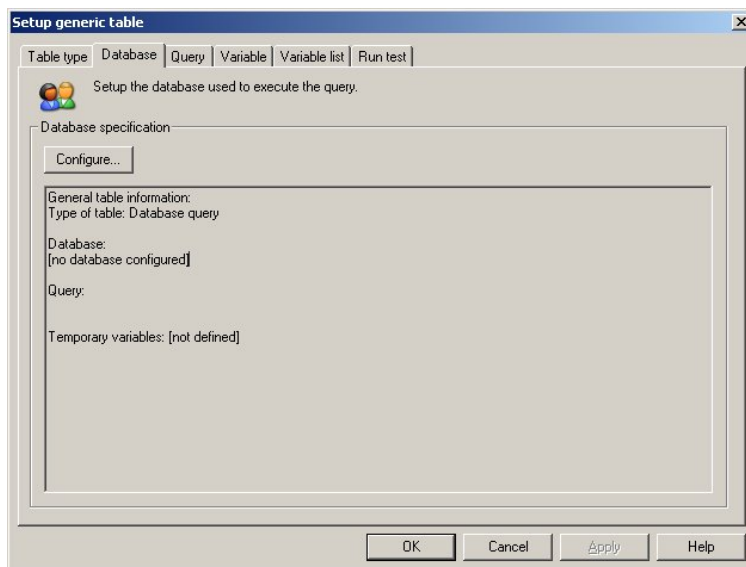 Setup generic table
Table type Database Query Variable Variable list Run test
Setup the database used to execute the query.
Database specification
Configure...
General table information:
Type of table: Database query
Database:
[no database configured]
Query:
Temporary variables: [not defined]
OK Cancel Apply Help